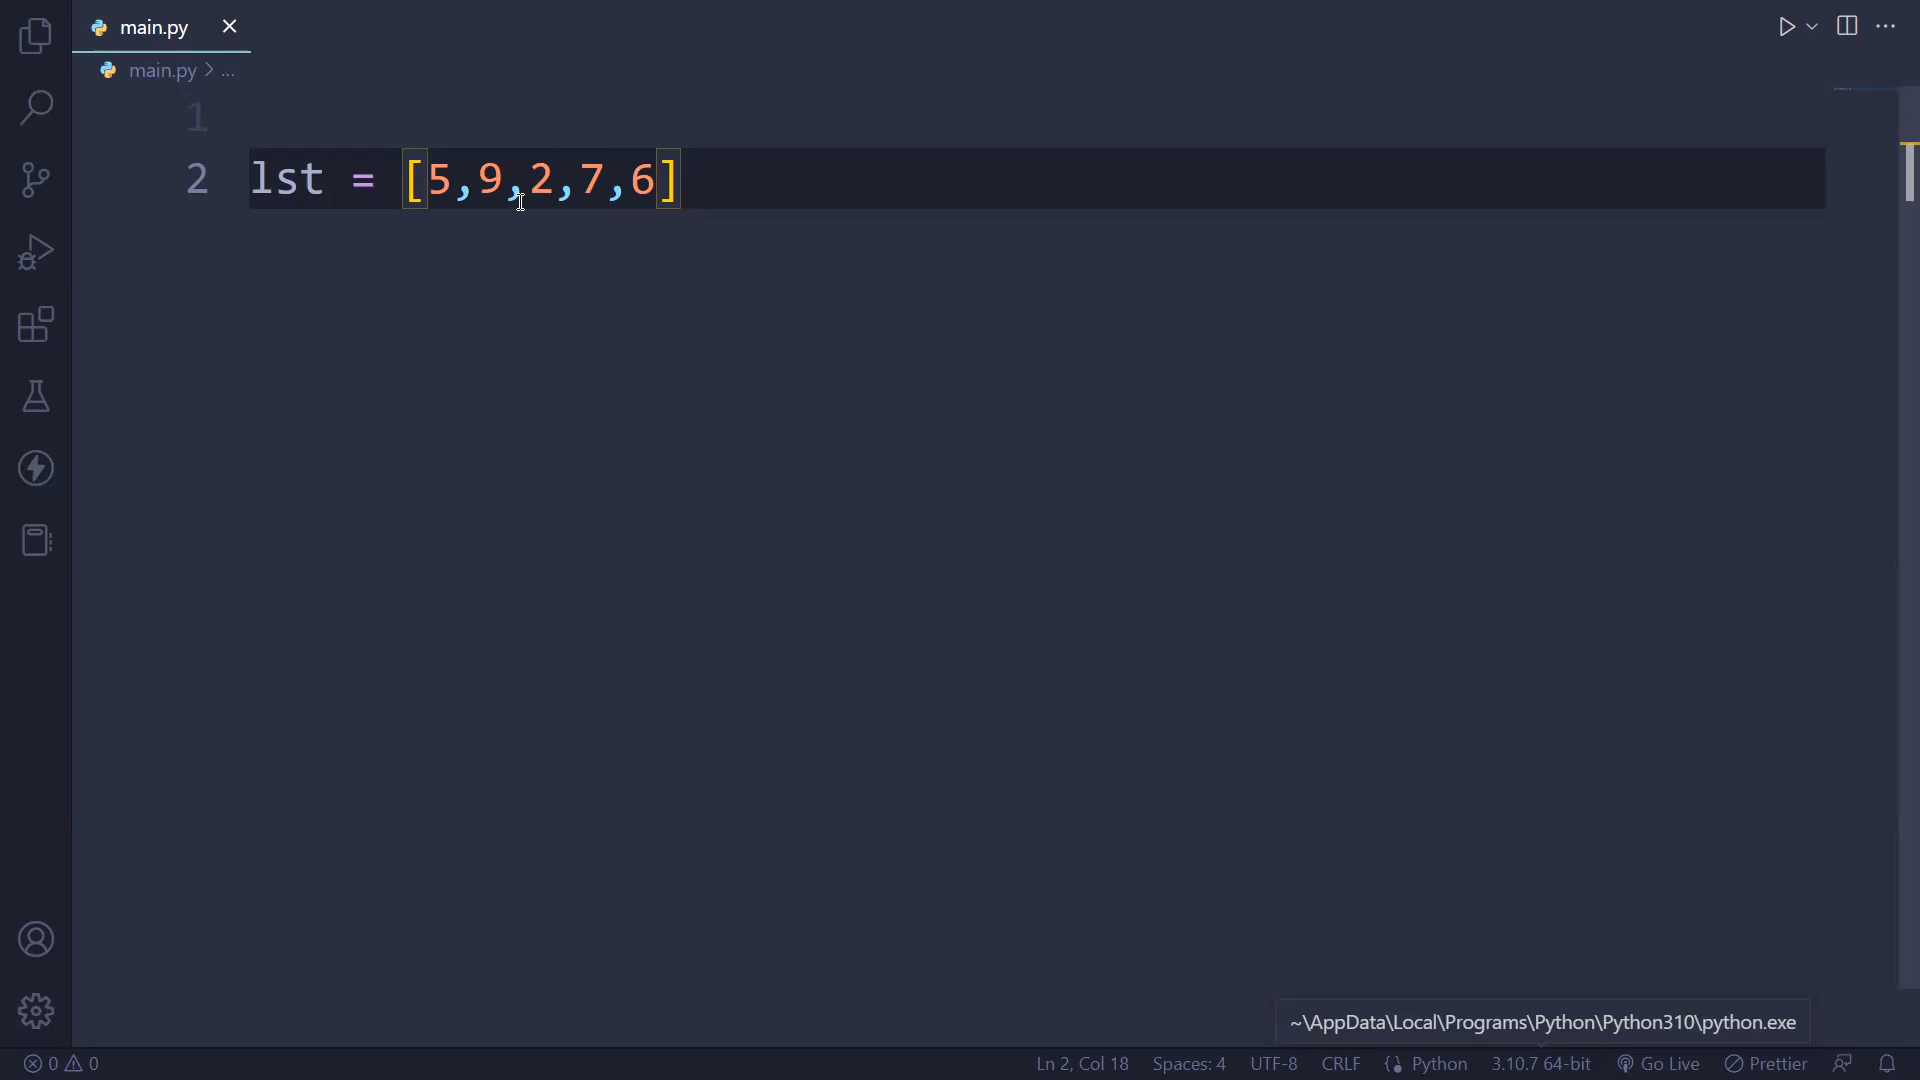 main.py
main.py > ...
1
2 lst = [5,9,2,7,6]
~\AppData\Local\Programs\Python\Python310\python.exe
0 0 Ln 2, Col 18 Spaces: 4 UTF-8 CRLF {} Python 3.10.7 64-bit Go Live Prettier